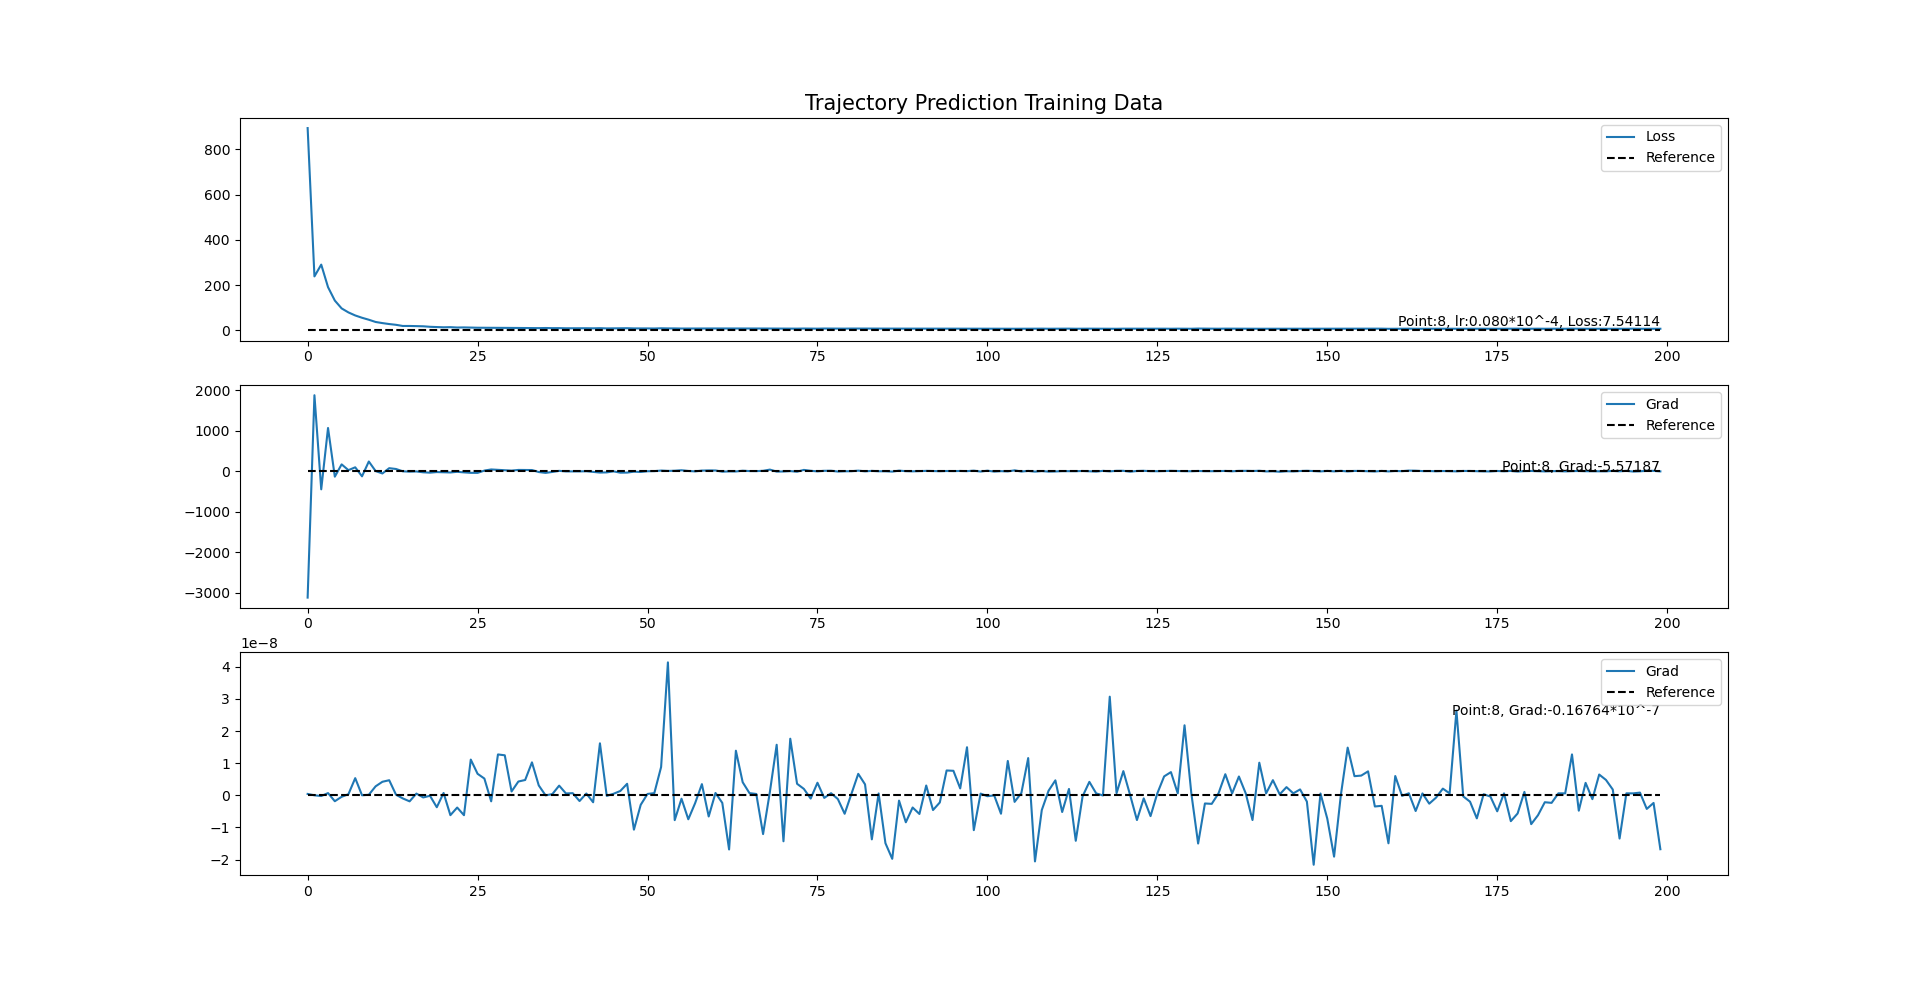 Trajectory Prediction Training Data
800
600
400
200
0
Loss
Reference
Point:8, lr:0.080*10^-4, Loss:7.54114
0 25 50 75 100 125 150 175 200
2000
1000
0
−1000
−2000
−3000
Grad
Reference
Point:8, Grad:-5.57187
0 25 50 75 100 125 150 175 200
1e−8
4
3
2
1
0
−1
−2
Grad
Reference
Point:8, Grad:-0.16764*10^-7
0 25 50 75 100 125 150 175 200